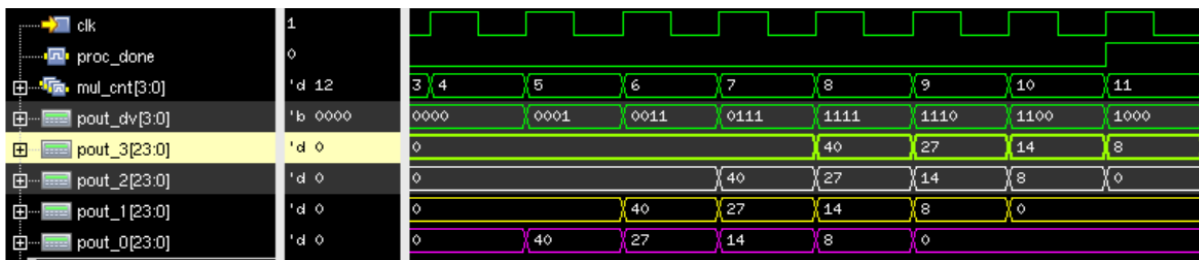 clk 1
proc_done 0
mul_cnt[3:0] 'd 12 3 4 5 6 7 8 9 10 11
pout_dv[3:0] 'b 0000 0000 0001 0011 0111 1111 1110 1100 1000
pout_3[23:0] 'd 0 0 40 27 14 8
pout_2[23:0] 'd 0 0 40 27 14 8 0
pout_1[23:0] 'd 0 0 40 27 14 8 0
pout_0[23:0] 'd 0 0 40 27 14 8 0